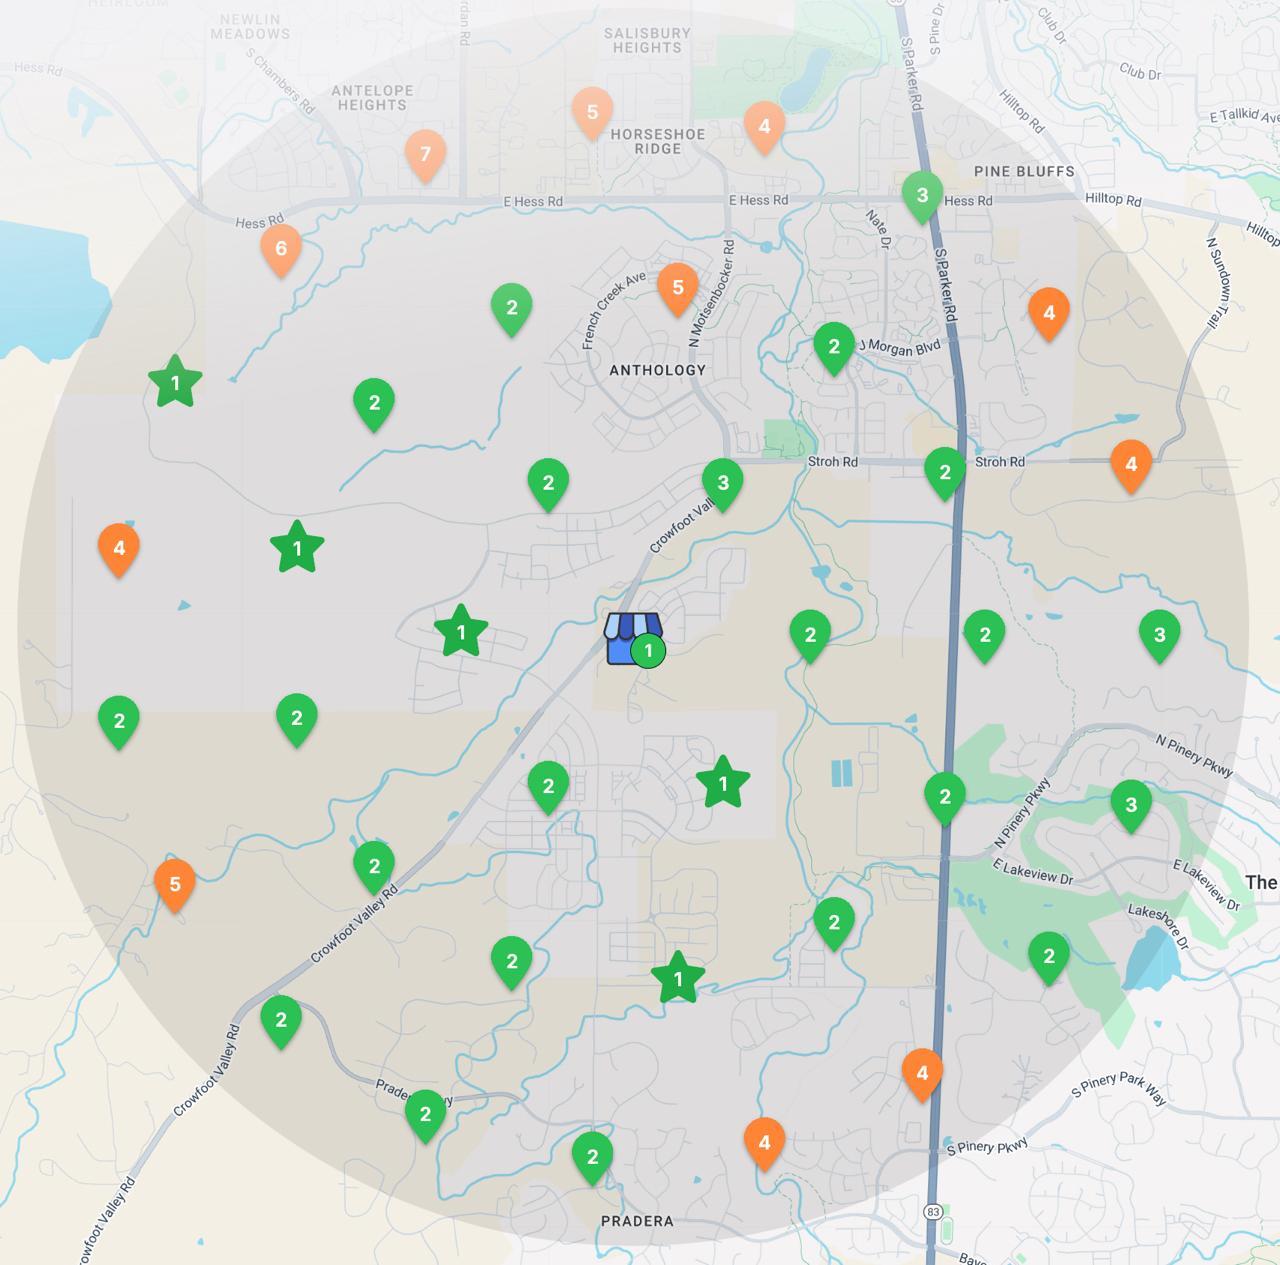 HEIRLOOM
NEWLIN
MEADOWS
SALISBURY
HEIGHTS
S Parker Rd
S Pine Dr
Club Dr
Club Dr
Hess Rd
S Chambers Rd
ANTELOPE
HEIGHTS
Hilltop Rd
E Tallkid Ave
5
4
HORSESHOE
RIDGE
7
PINE BLUFFS
3
E Hess Rd
E Hess Rd
Hess Rd
Hilltop Rd
Hess Rd
Nate Dr
Hilltop
6
N Sundown Trail
5
French Creek Ave
N Motsenbocker Rd
S Parker Rd
2
4
2
J Morgan Blvd
ANTHOLOGY
1
2
Stroh Rd
Stroh Rd
2
4
2
3
Crowfoot Vall
4
1
1
1
2
2
3
2
2
N Pinery Pkwy
2
1
2
3
N Pinery Pkwy
2
E Lakeview Dr
E Lakeview Dr
The
5
Crowfoot Valley Rd
Lakeshore Dr
2
2
2
1
2
Crowfoot Valley Rd
4
S Pinery Park Way
2
4
2
S Pinery Pkwy
Crowfoot Valley Rd
83
PRADERA